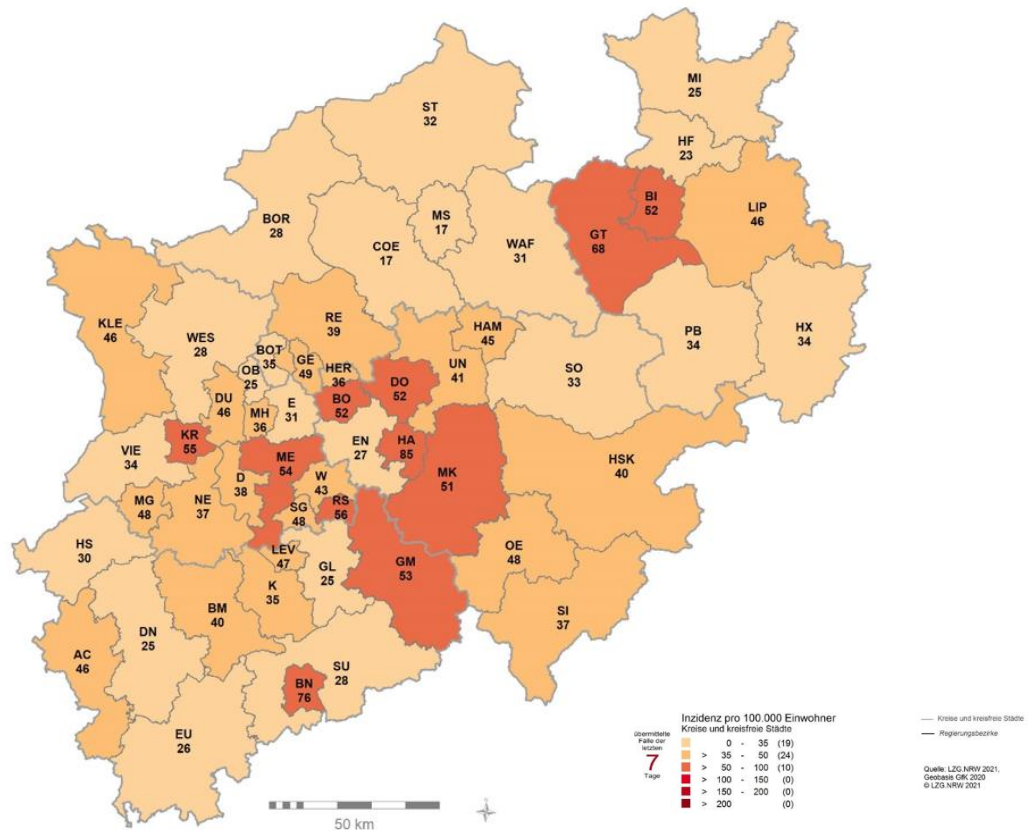 MI
25
ST
32
HF
23
BI
52
LIP
46
BOR
28
MS
17
GT
68
COE
17
WAF
31
KLE
46
RE
39
HAM
45
PB
34
HX
34
WES
28
BOT
35
GE
49
HER
36
UN
41
SO
33
OB
25
DO
52
DU
46
MH
36
E
31
BO
52
KR
55
VIE
34
ME
54
EN
27
HA
85
MK
51
HSK
40
D
38
W
43
MG
48
NE
37
SG
48
RS
56
HS
30
LEV
47
GL
25
GM
53
OE
48
K
35
BM
40
SI
37
DN
25
AC
46
SU
28
BN
76
EU
26
50 km
übermittelte
Fälle der
letzten
7
Tage
Inzidenz pro 100.000 Einwohner
Kreise und kreisfreie Städte
0 - 35 (19)
> 35 - 50 (24)
> 50 - 100 (10)
> 100 - 150 (0)
> 150 - 200 (0)
> 200 (0)
Kreise und kreisfreie Städte
Regierungsbezirke
Quelle: LZG.NRW 2021,
Geobasis GfK 2020
© LZG.NRW 2021